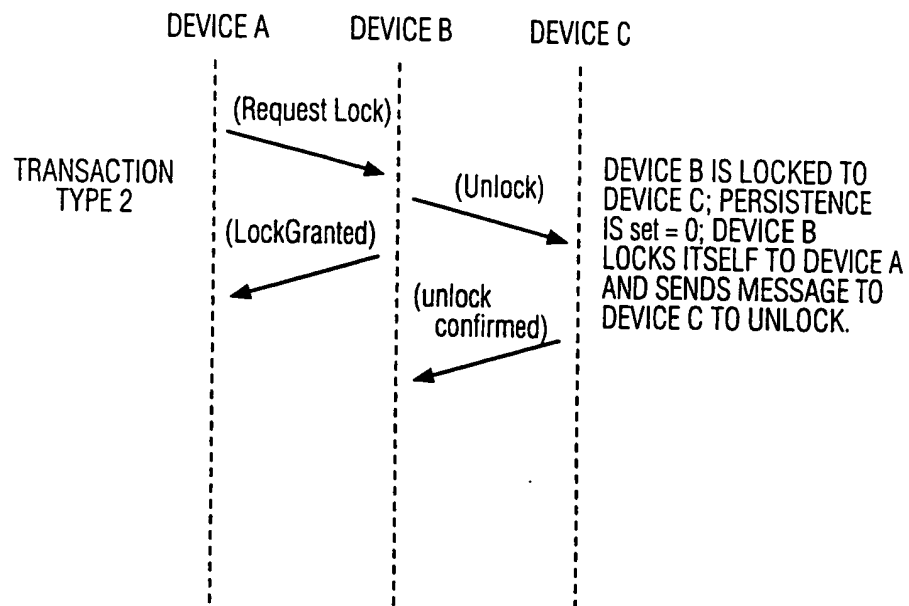 DEVICE A DEVICE B DEVICE C
(Request Lock)
TRANSACTION
TYPE 2
(Unlock)
(LockGranted)
(unlock
confirmed)
DEVICE B IS LOCKED TO
DEVICE C; PERSISTENCE
IS set = 0; DEVICE B
LOCKS ITSELF TO DEVICE A
AND SENDS MESSAGE TO
DEVICE C TO UNLOCK.